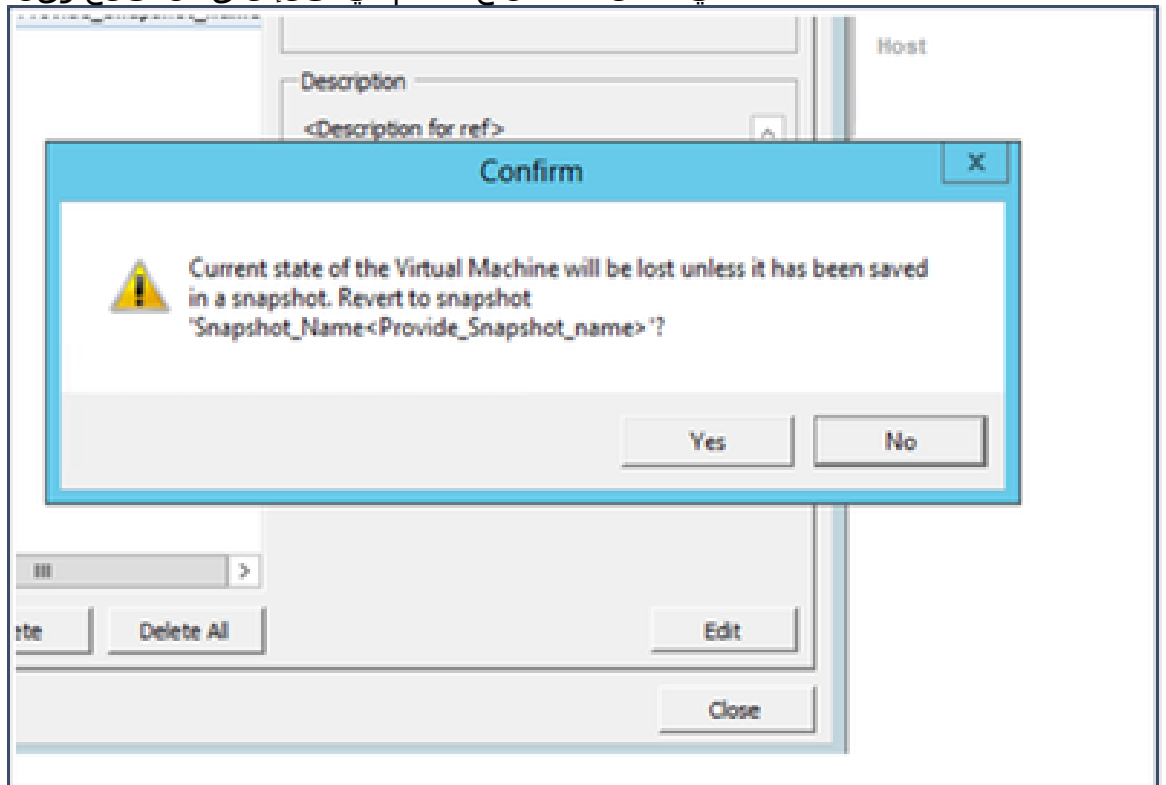 Host
Description
<Description for ref>
Confirm
X
Current state of the Virtual Machine will be lost unless it has been saved
in a snapshot. Revert to snapshot
'Snapshot_Name<Provide_Snapshot_name>'?
Yes
No
Delete All
Edit
Close